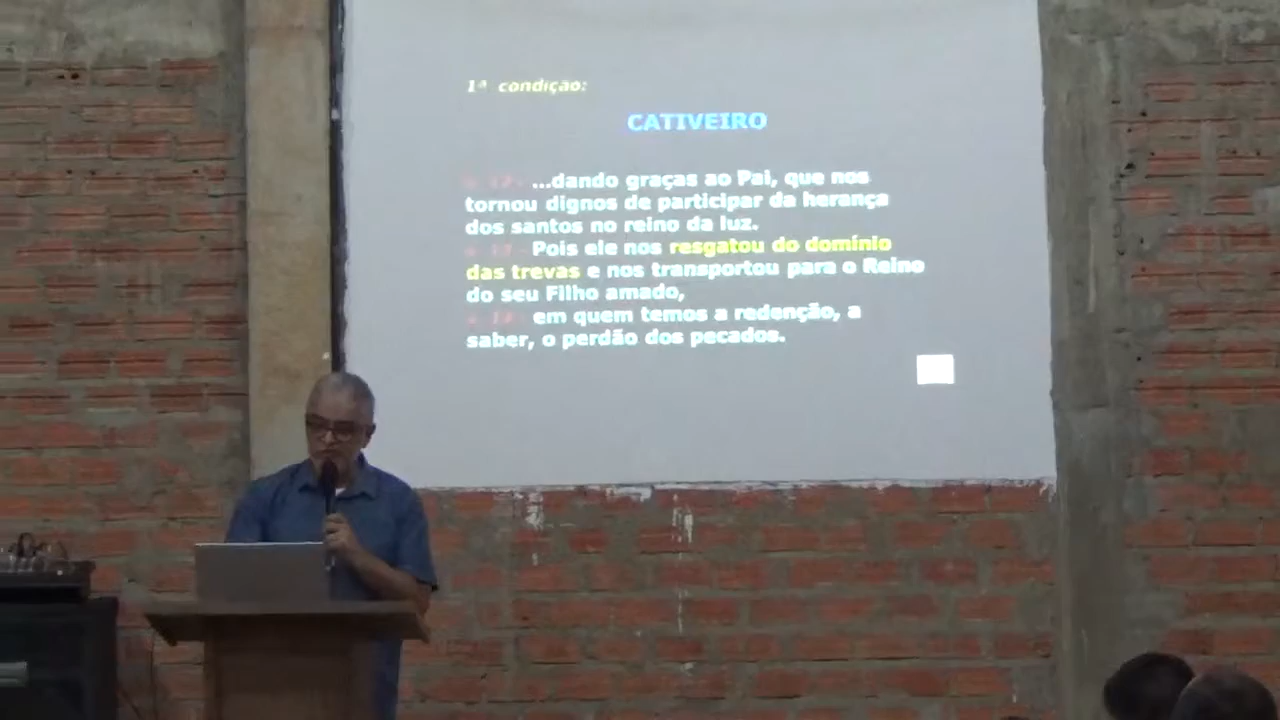 1ª condição:
CATIVEIRO
...dando graças ao Pai, que nos
tornou dignos de participar da herança
dos santos no reino da luz.
Pois ele nos resgatou do domínio
das trevas e nos transportou para o Reino
do seu Filho amado,
em quem temos a redenção, a
saber, o perdão dos pecados.